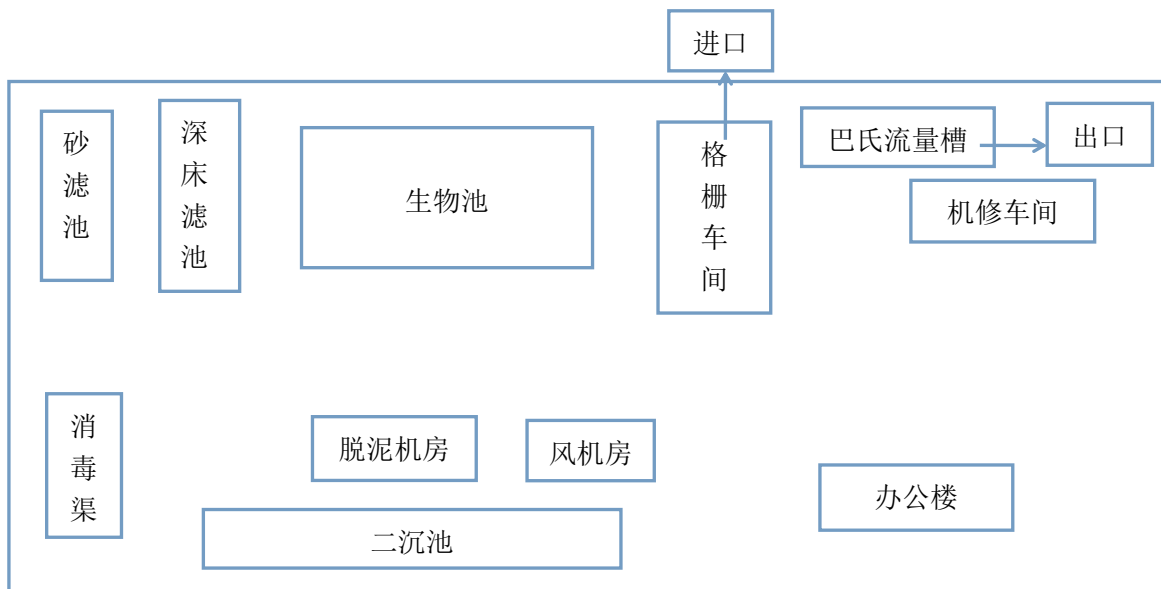 进口
砂滤池
深床滤池
生物池
格栅车间
巴氏流量槽
出口
机修车间
消毒渠
脱泥机房
风机房
办公楼
二沉池